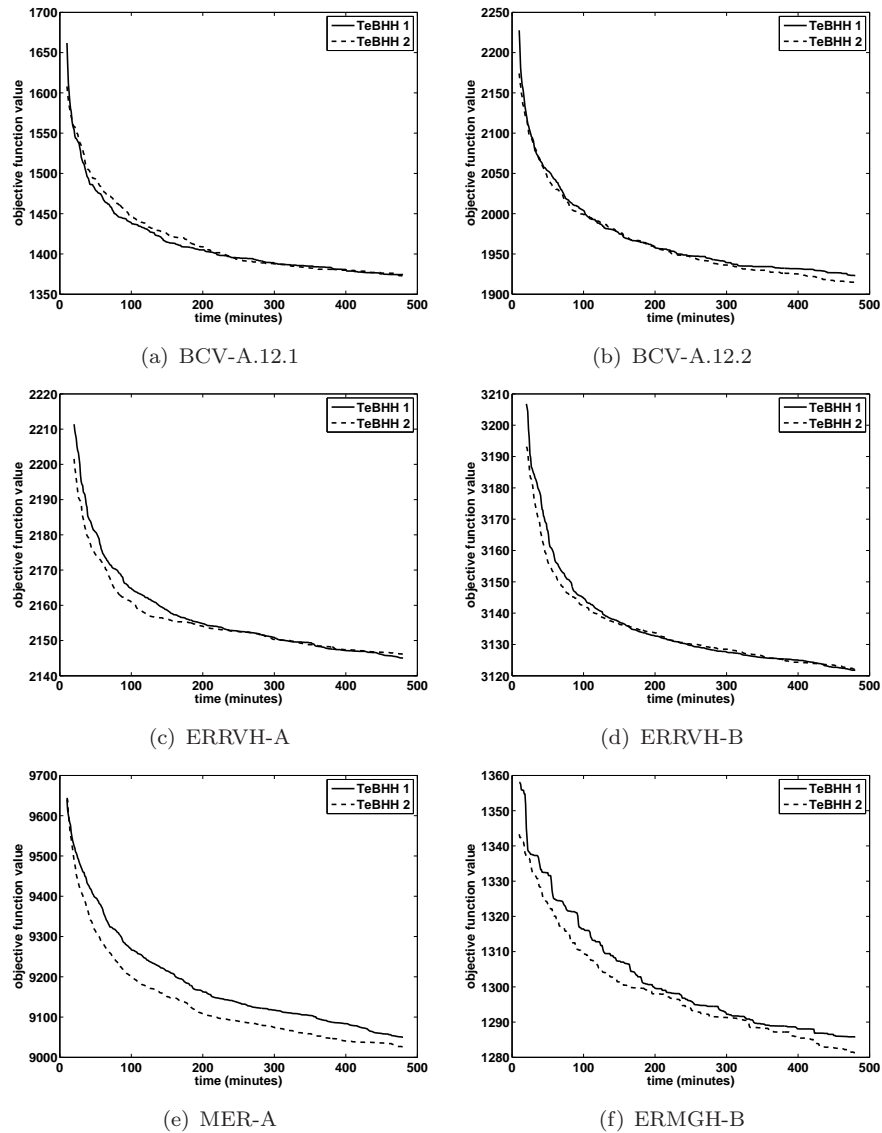 1700
1650
1600
1550
1500
1450
1400
1350
0 100 200 300 400 500
objective function value
time (minutes)
TeBHH 1
TeBHH 2
(a) BCV-A.12.1
2250
2200
2150
2100
2050
2000
1950
1900
0 100 200 300 400 500
objective function value
time (minutes)
TeBHH 1
TeBHH 2
(b) BCV-A.12.2
2220
2210
2200
2190
2180
2170
2160
2150
2140
0 100 200 300 400 500
objective function value
time (minutes)
TeBHH 1
TeBHH 2
(c) ERRVH-A
3210
3200
3190
3180
3170
3160
3150
3140
3130
3120
0 100 200 300 400 500
objective function value
time (minutes)
TeBHH 1
TeBHH 2
(d) ERRVH-B
9700
9600
9500
9400
9300
9200
9100
9000
0 100 200 300 400 500
objective function value
time (minutes)
TeBHH 1
TeBHH 2
(e) MER-A
1360
1350
1340
1330
1320
1310
1300
1290
1280
0 100 200 300 400 500
objective function value
time (minutes)
TeBHH 1
TeBHH 2
(f) ERMGH-B